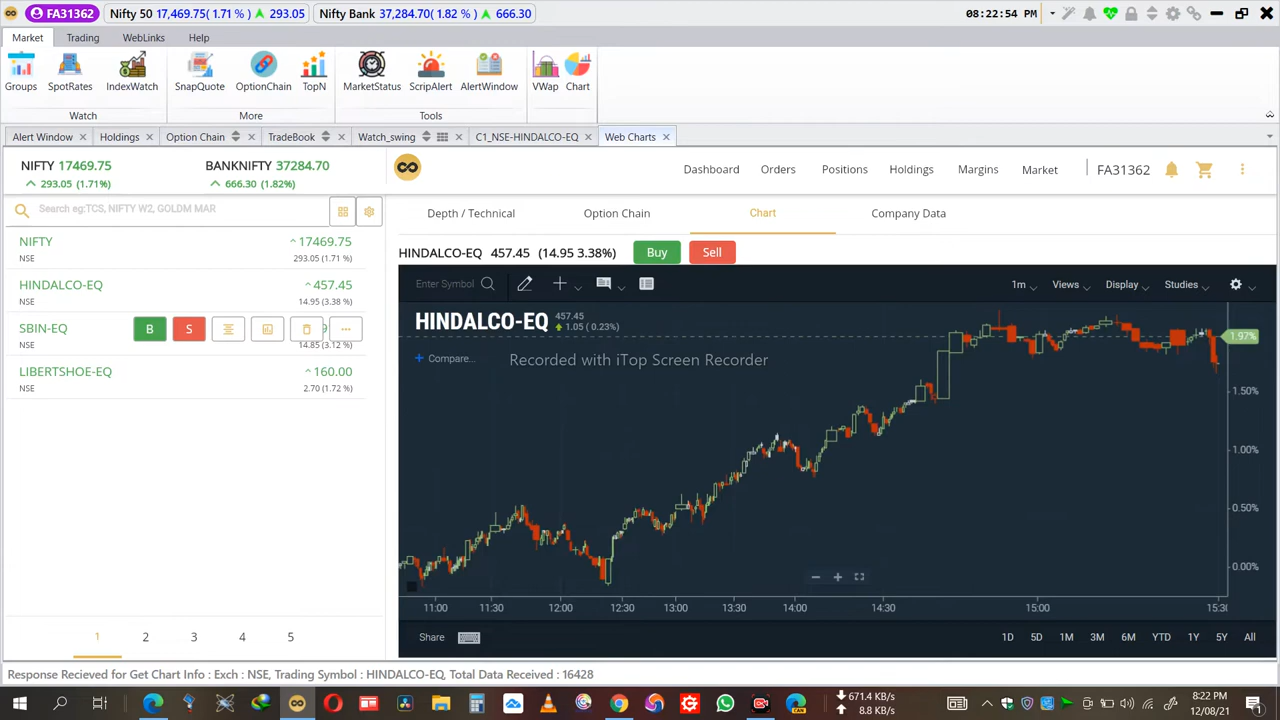 FA31362 Nifty 50 17,469.75( 1.71 % ) 293.05 Nifty Bank 37,284.70( 1.82 % ) 666.30 08:22:54 PM
Market Trading WebLinks Help
Groups SpotRates IndexWatch SnapQuote OptionChain TopN MarketStatus ScripAlert AlertWindow VWap Chart
Watch More Tools
Alert Window Holdings Option Chain TradeBook Watch_swing C1_NSE-HINDALCO-EQ Web Charts
NIFTY 17469.75 BANKNIFTY 37284.70
293.05 (1.71%) 666.30 (1.82%)
Dashboard Orders Positions Holdings Margins Market FA31362
Search eg:TCS, NIFTY W2, GOLDM MAR
Depth / Technical Option Chain Chart Company Data
NIFTY 17469.75
NSE 293.05 (1.71 %)
HINDALCO-EQ 457.45
NSE 14.95 (3.38 %)
SBIN-EQ B S
NSE 14.85 (3.12 %)
LIBERTSHOE-EQ 160.00
NSE 2.70 (1.72 %)
1 2 3 4 5
HINDALCO-EQ 457.45 (14.95 3.38%) Buy Sell
Enter Symbol 1m Views Display Studies
HINDALCO-EQ 457.45
1.05 ( 0.23%)
+ Compare...
Recorded with iTop Screen Recorder
1.97%
1.50%
1.00%
0.50%
0.00%
11:00 11:30 12:00 12:30 13:00 13:30 14:00 14:30 15:00 15:30
Share 1D 5D 1M 3M 6M YTD 1Y 5Y All
Response Recieved for Get Chart Info : Exch : NSE, Trading Symbol : HINDALCO-EQ, Total Data Received : 16428
671.4 KB/s
8.8 KB/s
8:22 PM
12/08/21